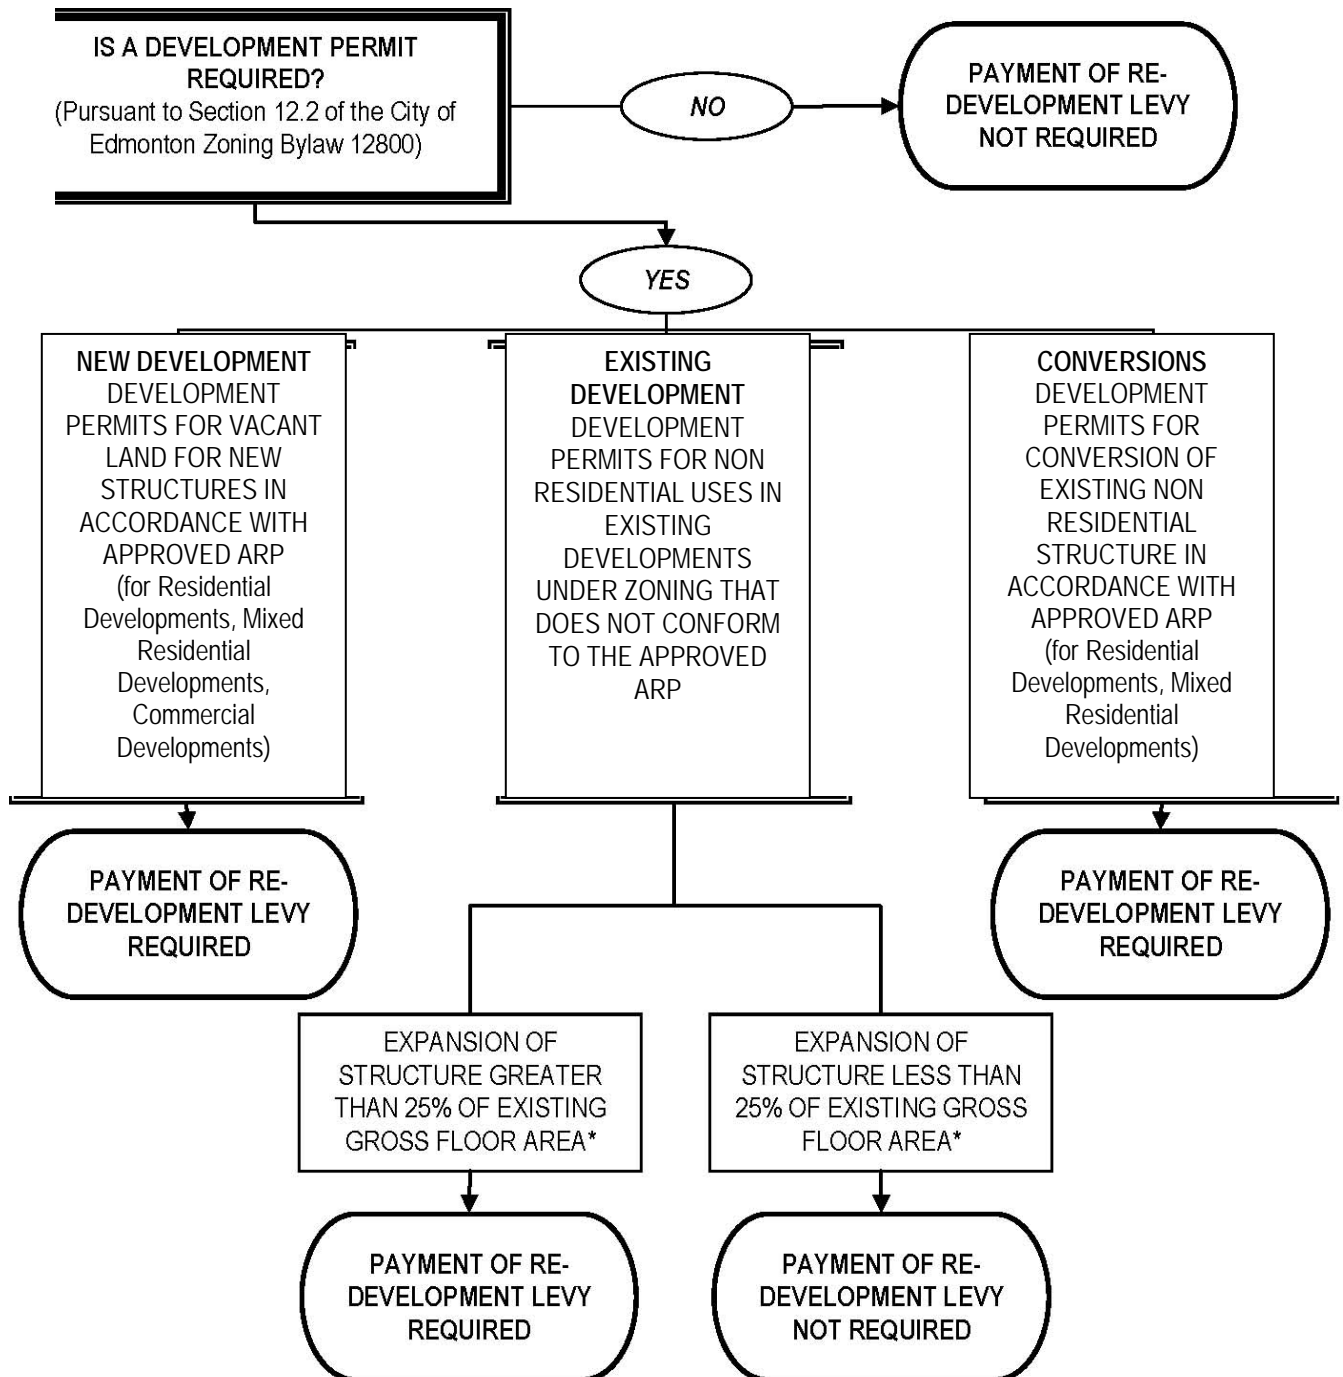 IS A DEVELOPMENT PERMIT
REQUIRED?
(Pursuant to Section 12.2 of the City of
Edmonton Zoning Bylaw 12800)
NO
PAYMENT OF RE-
DEVELOPMENT LEVY
NOT REQUIRED
YES
NEW DEVELOPMENT
DEVELOPMENT
PERMITS FOR VACANT
LAND FOR NEW
STRUCTURES IN
ACCORDANCE WITH
APPROVED ARP
(for Residential
Developments, Mixed
Residential
Developments,
Commercial
Developments)
EXISTING
DEVELOPMENT
DEVELOPMENT
PERMITS FOR NON
RESIDENTIAL USES IN
EXISTING
DEVELOPMENTS
UNDER ZONING THAT
DOES NOT CONFORM
TO THE APPROVED
ARP
CONVERSIONS
DEVELOPMENT
PERMITS FOR
CONVERSION OF
EXISTING NON
RESIDENTIAL
STRUCTURE IN
ACCORDANCE WITH
APPROVED ARP
(for Residential
Developments, Mixed
Residential
Developments)
PAYMENT OF RE-
DEVELOPMENT LEVY
REQUIRED
PAYMENT OF RE-
DEVELOPMENT LEVY
REQUIRED
EXPANSION OF
STRUCTURE GREATER
THAN 25% OF EXISTING
GROSS FLOOR AREA*
EXPANSION OF
STRUCTURE LESS THAN
25% OF EXISTING GROSS
FLOOR AREA*
PAYMENT OF RE-
DEVELOPMENT LEVY
REQUIRED
PAYMENT OF RE-
DEVELOPMENT LEVY
NOT REQUIRED